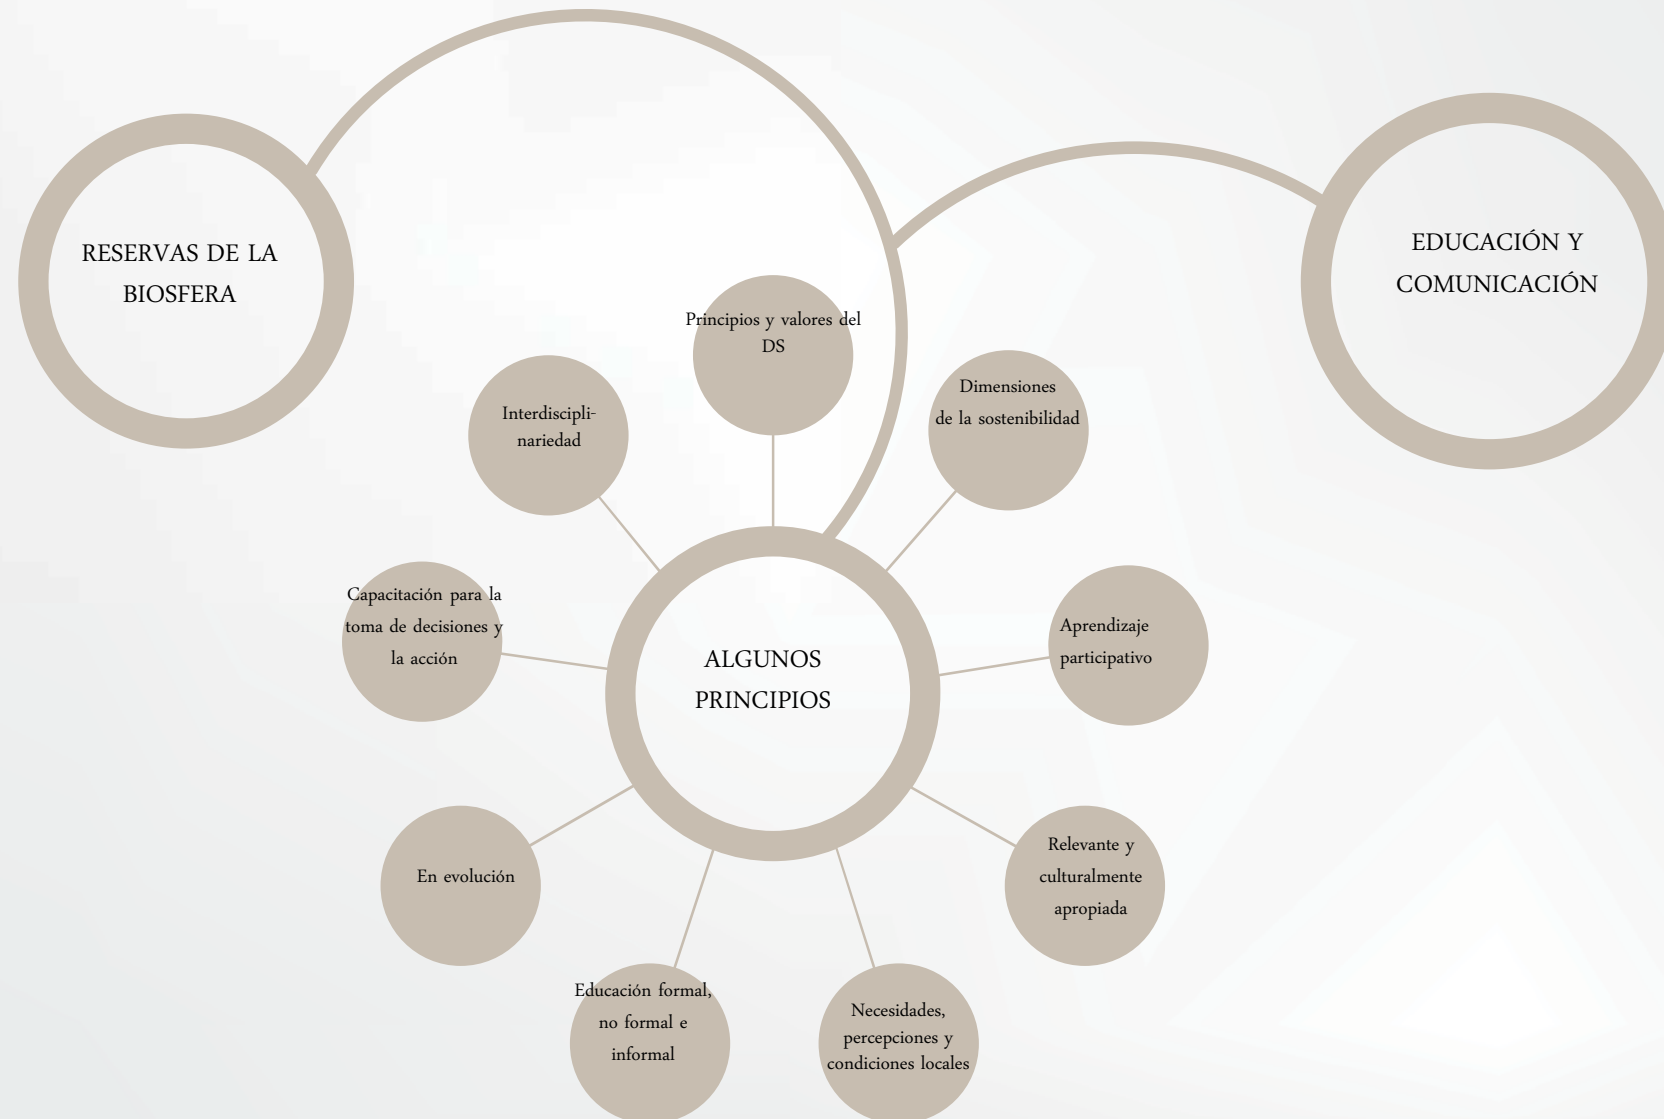 RESERVAS DE LA
BIOSFERA
EDUCACIÓN Y
COMUNICACIÓN
Principios y valores del
DS
Interdiscipli-
nariedad
Dimensiones
de la sostenibilidad
Capacitación para la
toma de decisiones y
la acción
Aprendizaje
participativo
ALGUNOS
PRINCIPIOS
En evolución
Relevante y
culturalmente
apropiada
Educación formal,
no formal e
informal
Necesidades,
percepciones y
condiciones locales